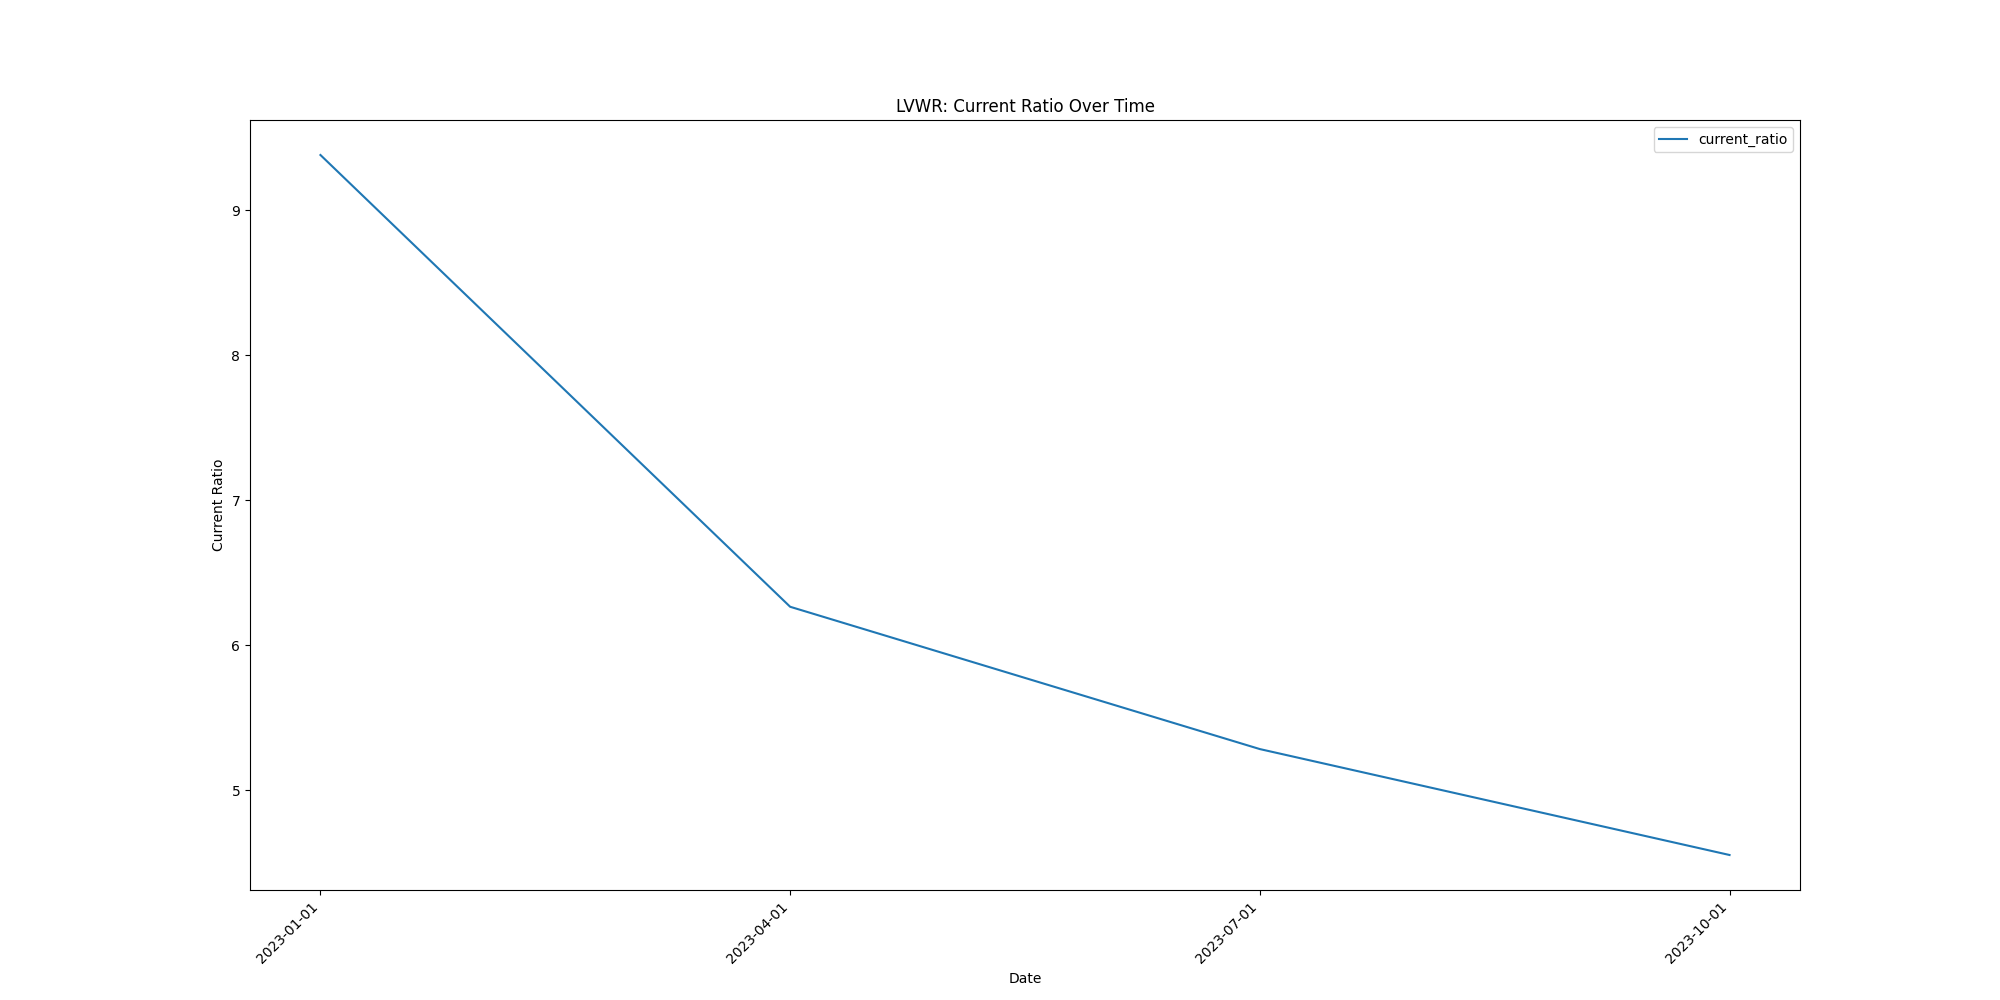 LVWR: Current Ratio Over Time
current_ratio
9
8
7
6
5
Current Ratio
2023-01-01
2023-04-01
2023-07-01
2023-10-01
Date